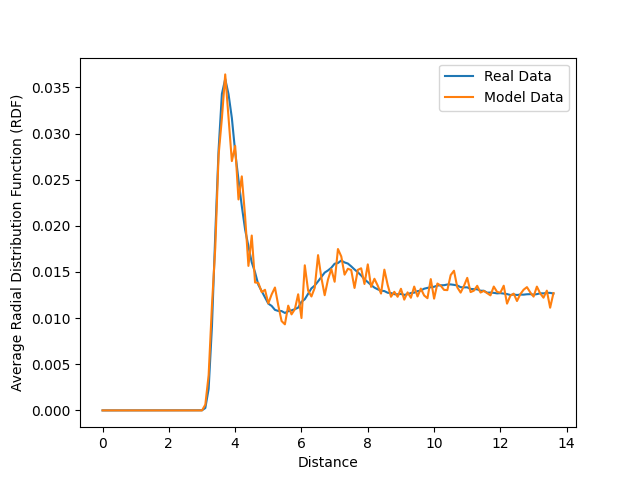 Real Data
Model Data
Average Radial Distribution Function (RDF)
0.035
0.030
0.025
0.020
0.015
0.010
0.005
0.000
0 2 4 6 8 10 12 14
Distance